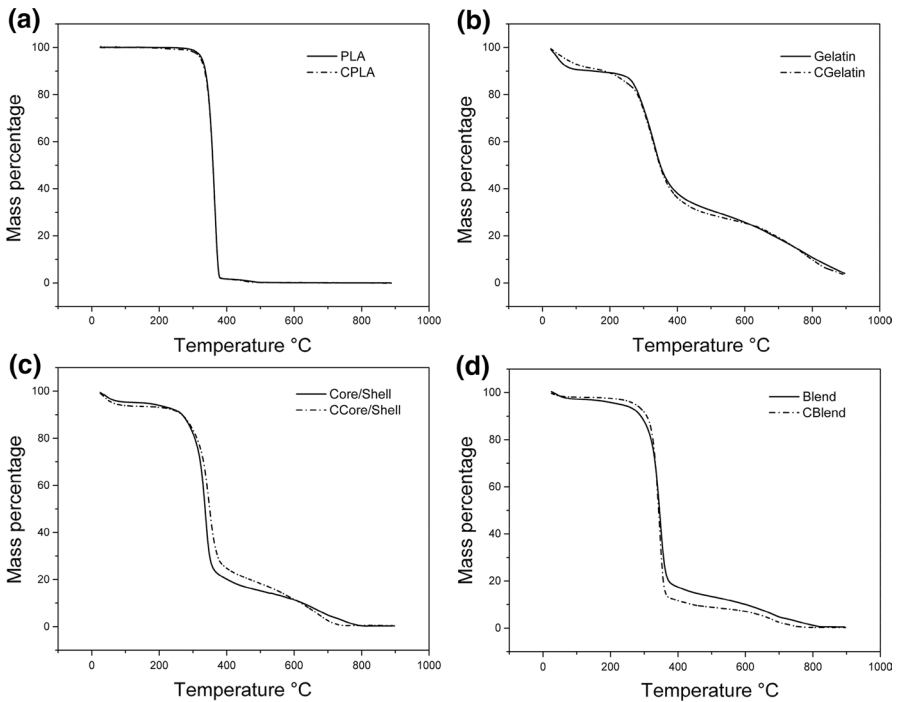 (a)
PLA
CPLA
100
80
60
40
20
0
Mass percentage
0 200 400 600 800 1000
Temperature °C
(b)
Gelatin
CGelatin
100
80
60
40
20
0
Mass percentage
0 200 400 600 800 1000
Temperature °C
(c)
Core/Shell
CCore/Shell
100
80
60
40
20
0
Mass percentage
0 200 400 600 800 1000
Temperature °C
(d)
Blend
CBlend
100
80
60
40
20
0
Mass percentage
0 200 400 600 800 1000
Temperature °C